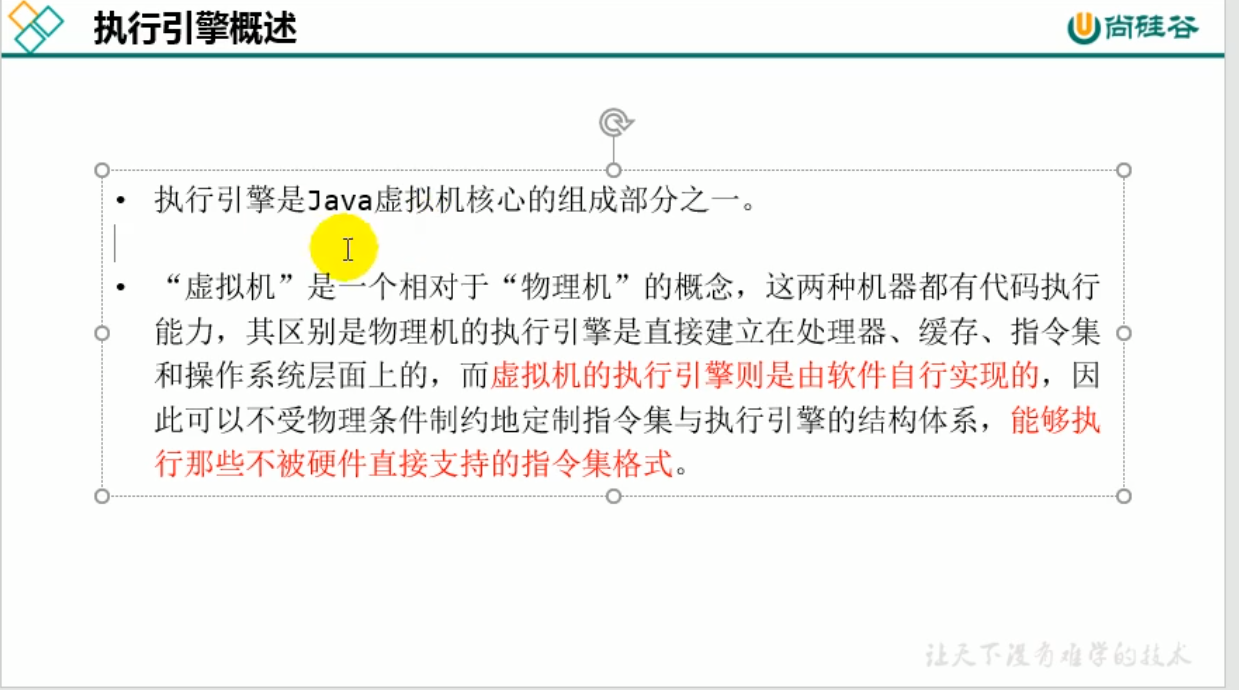 执行引擎概述
尚硅谷
• 执行引擎是Java虚拟机核心的组成部分之一。
• “虚拟机”是一个相对于“物理机”的概念，这两种机器都有代码执行
能力，其区别是物理机的执行引擎是直接建立在处理器、缓存、指令集
和操作系统层面上的，而虚拟机的执行引擎则是由软件自行实现的，因
此可以不受物理条件制约地定制指令集与执行引擎的结构体系，能够执
行那些不被硬件直接支持的指令集格式。
让天下没有难学的技术